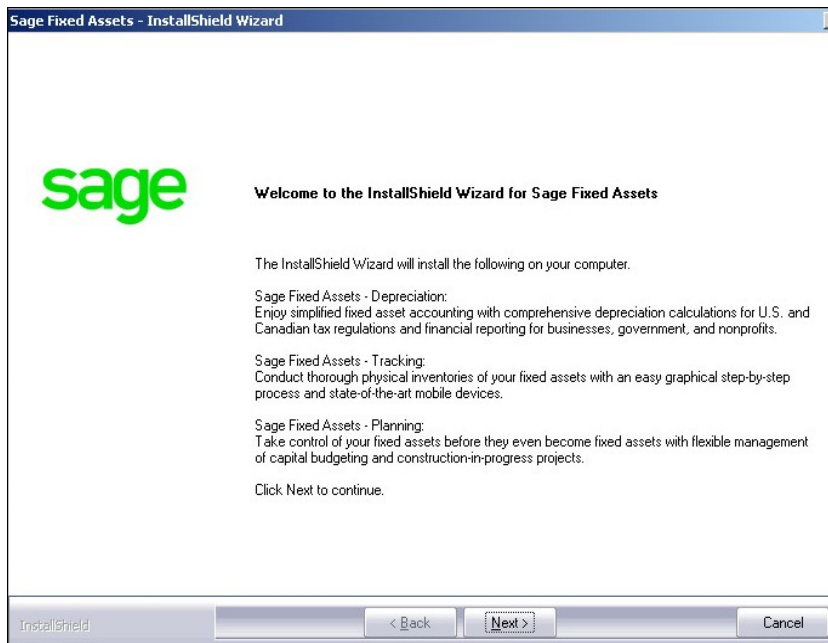 Sage Fixed Assets - InstallShield Wizard
sage
Welcome to the InstallShield Wizard for Sage Fixed Assets
The InstallShield Wizard will install the following on your computer.
Sage Fixed Assets - Depreciation:
Enjoy simplified fixed asset accounting with comprehensive depreciation calculations for U.S. and
Canadian tax regulations and financial reporting for businesses, government, and nonprofits.
Sage Fixed Assets - Tracking:
Conduct thorough physical inventories of your fixed assets with an easy graphical step-by-step
process and state-of-the-art mobile devices.
Sage Fixed Assets - Planning:
Take control of your fixed assets before they even become fixed assets with flexible management
of capital budgeting and construction-in-progress projects.
Click Next to continue.
InstallShield
< Back
Next >
Cancel